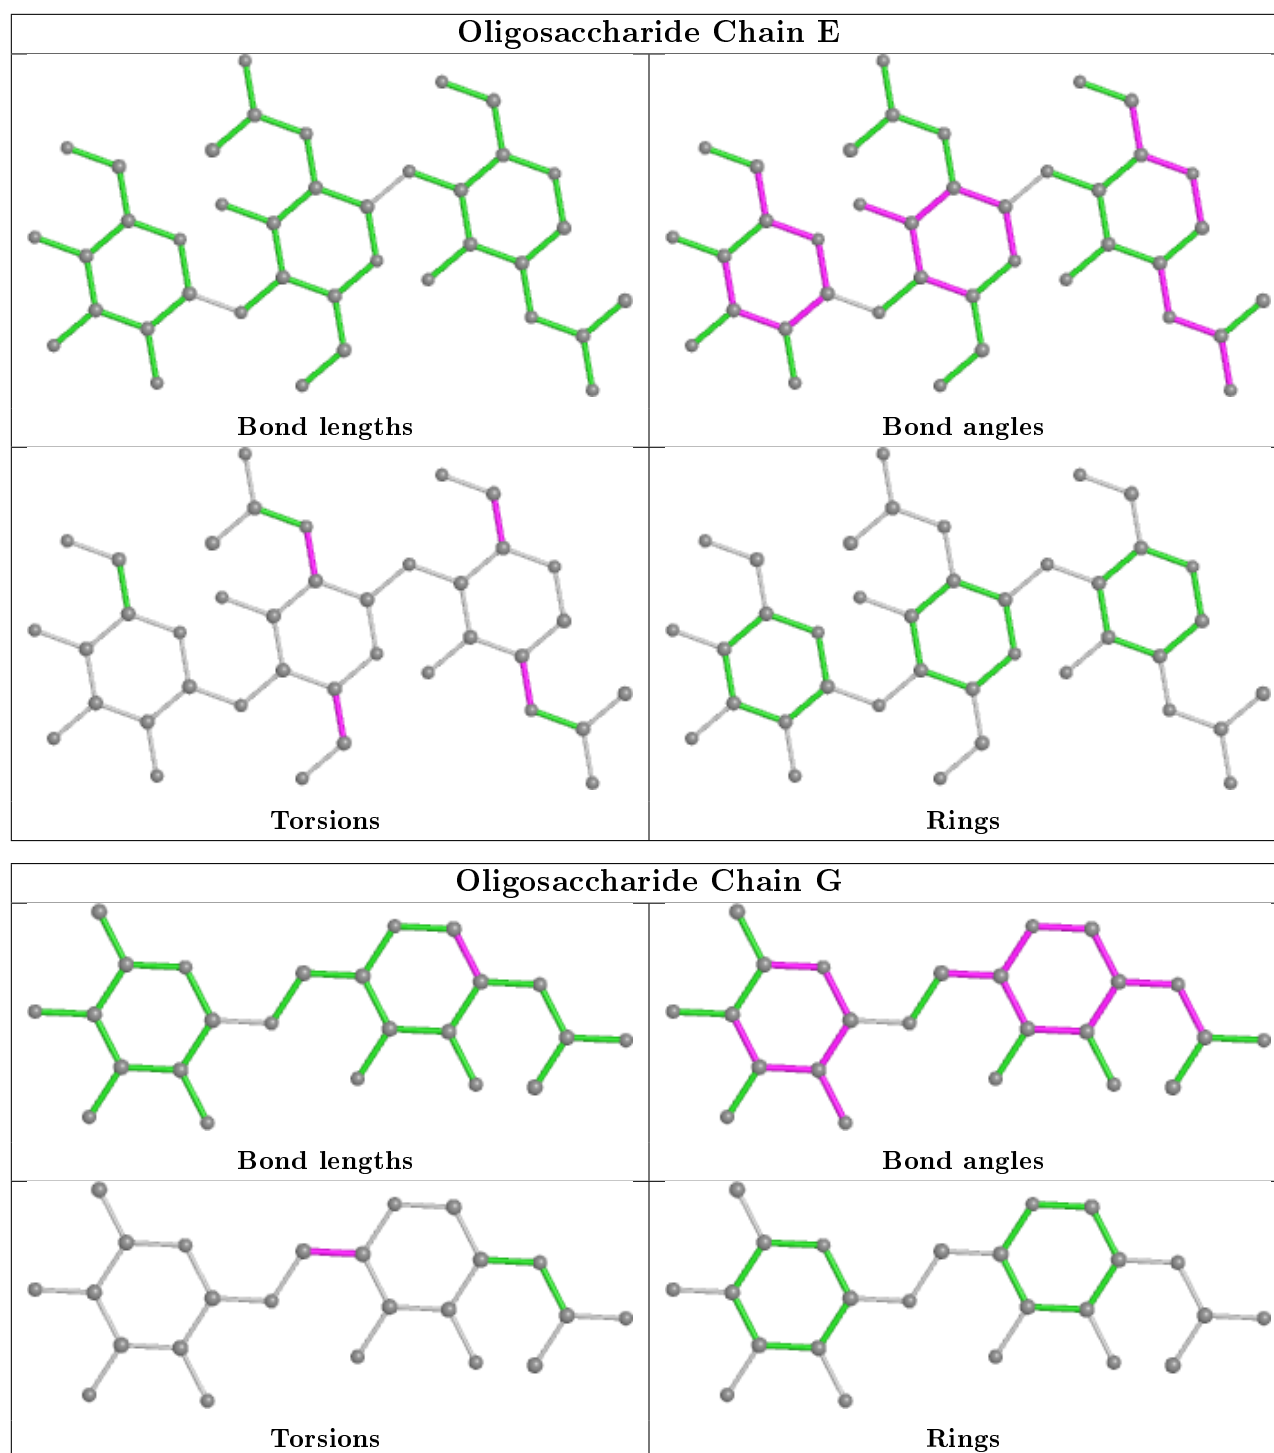 Oligosaccharide Chain E
Bond lengths
Bond angles
Torsions
Rings
Oligosaccharide Chain G
Bond lengths
Bond angles
Torsions
Rings